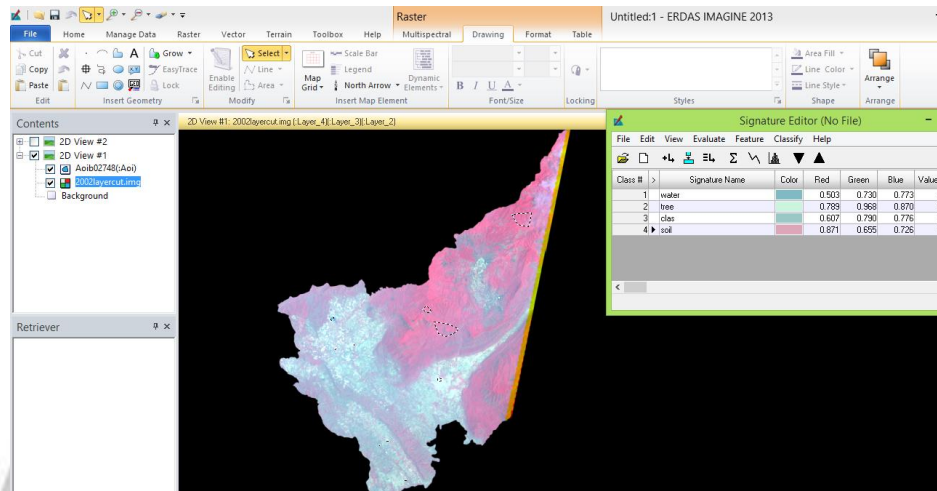 Raster
Untitled:1 - ERDAS IMAGINE 2013
File Home Manage Data Raster Vector Terrain Toolbox Help Multispectral Drawing Format Table
Cut
Copy
Paste
Edit
Grow
EasyTrace
Lock
Insert Geometry
Enable Editing
Select
Line
Area
Modify
Map Grid
Scale Bar
Legend
North Arrow
Dynamic Elements
Insert Map Element
B I U A
Font/Size
Locking
Styles
Area Fill
Line Color
Line Style
Shape
Arrange
Arrange
Contents
2D View #2
2D View #1
Aoib02748(:Aoi)
2002layercut.img
Background
Retriever
2D View #1: 2002layercut.img (:Layer_4)(:Layer_3)(:Layer_2)
Signature Editor (No File)
File Edit View Evaluate Feature Classify Help
Class # > Signature Name Color Red Green Blue Value
1 water 0.503 0.730 0.773
2 tree 0.789 0.968 0.870
3 clas 0.607 0.790 0.776
4 soil 0.871 0.655 0.726